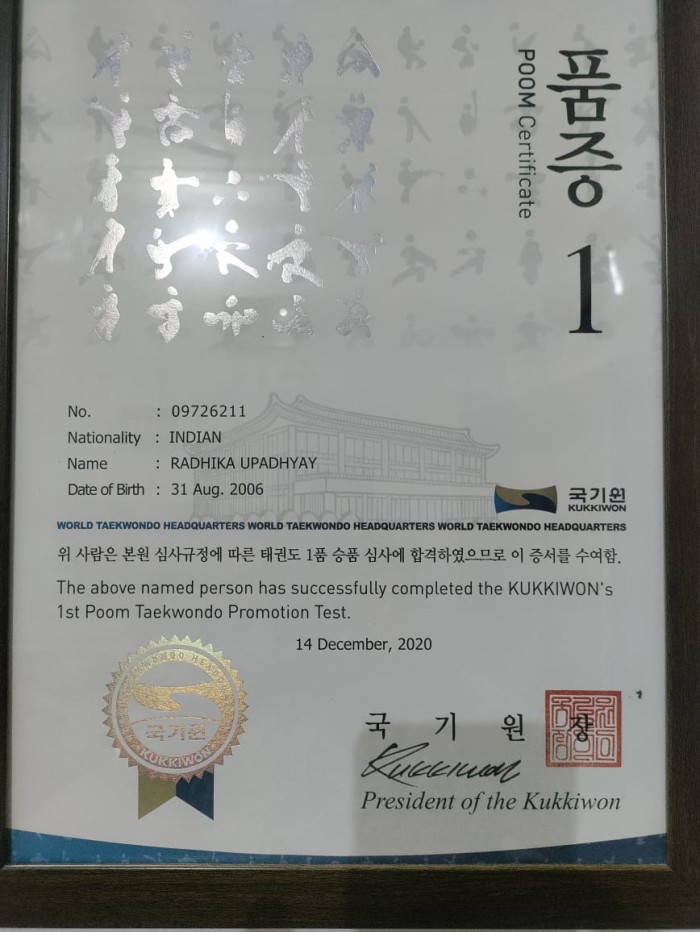 품증
POOM Certificate
1
No. : 09726211
Nationality : INDIAN
Name : RADHIKA UPADHYAY
Date of Birth : 31 Aug. 2006
국기원
KUKKIWON
WORLD TAEKWONDO HEADQUARTERS WORLD TAEKWONDO HEADQUARTERS WORLD TAEKWONDO HEADQUARTERS
위 사람은 본원 심사규정에 따른 태권도 1품 승품 심사에 합격하였으므로 이 증서를 수여함.
The above named person has successfully completed the KUKKIWON's
1st Poom Taekwondo Promotion Test.
14 December, 2020
국기원
KUKKIWON
국 기 원 장
Kukkiwon
President of the Kukkiwon